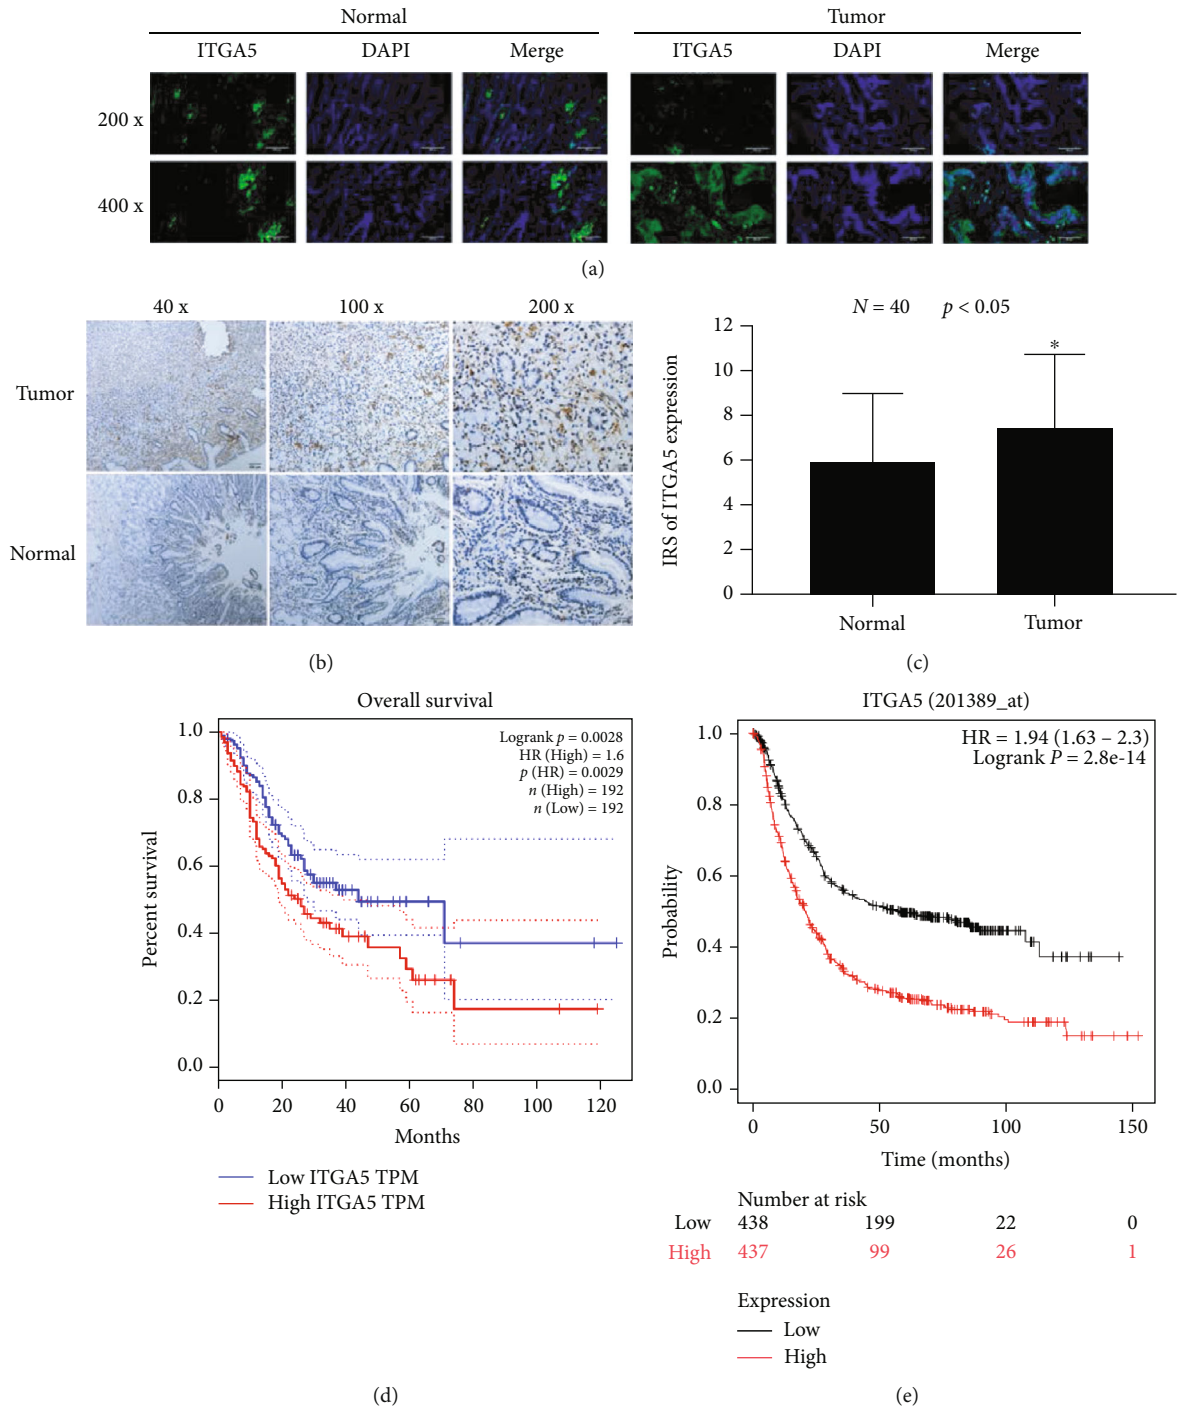 Normal Tumor
ITGA5 DAPI Merge ITGA5 DAPI Merge
200 x
400 x
(a)
40 x 100 x 200 x
Tumor
Normal
(b)
N = 40 p < 0.05
*
12
10
8
6
4
2
0
IRS of ITGA5 expression
Normal Tumor
(c)
Overall survival
Logrank p = 0.0028
HR (High) = 1.6
p (HR) = 0.0029
n (High) = 192
n (Low) = 192
1.0
0.8
0.6
0.4
0.2
0.0
Percent survival
0 20 40 60 80 100 120
Months
Low ITGA5 TPM
High ITGA5 TPM
(d)
ITGA5 (201389_at)
HR = 1.94 (1.63 – 2.3)
Logrank P = 2.8e-14
1.0
0.8
0.6
0.4
0.2
0.0
Probability
0 50 100 150
Time (months)
Number at risk
Low 438 199 22 0
High 437 99 26 1
Expression
Low
High
(e)